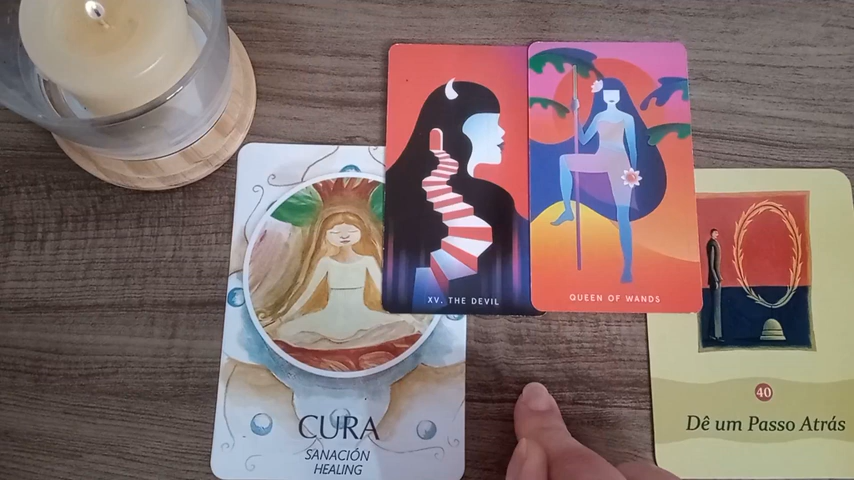 XV. THE DEVIL
QUEEN OF WANDS
40
Dê um Passo Atrás
CURA
SANACIÓN
HEALING